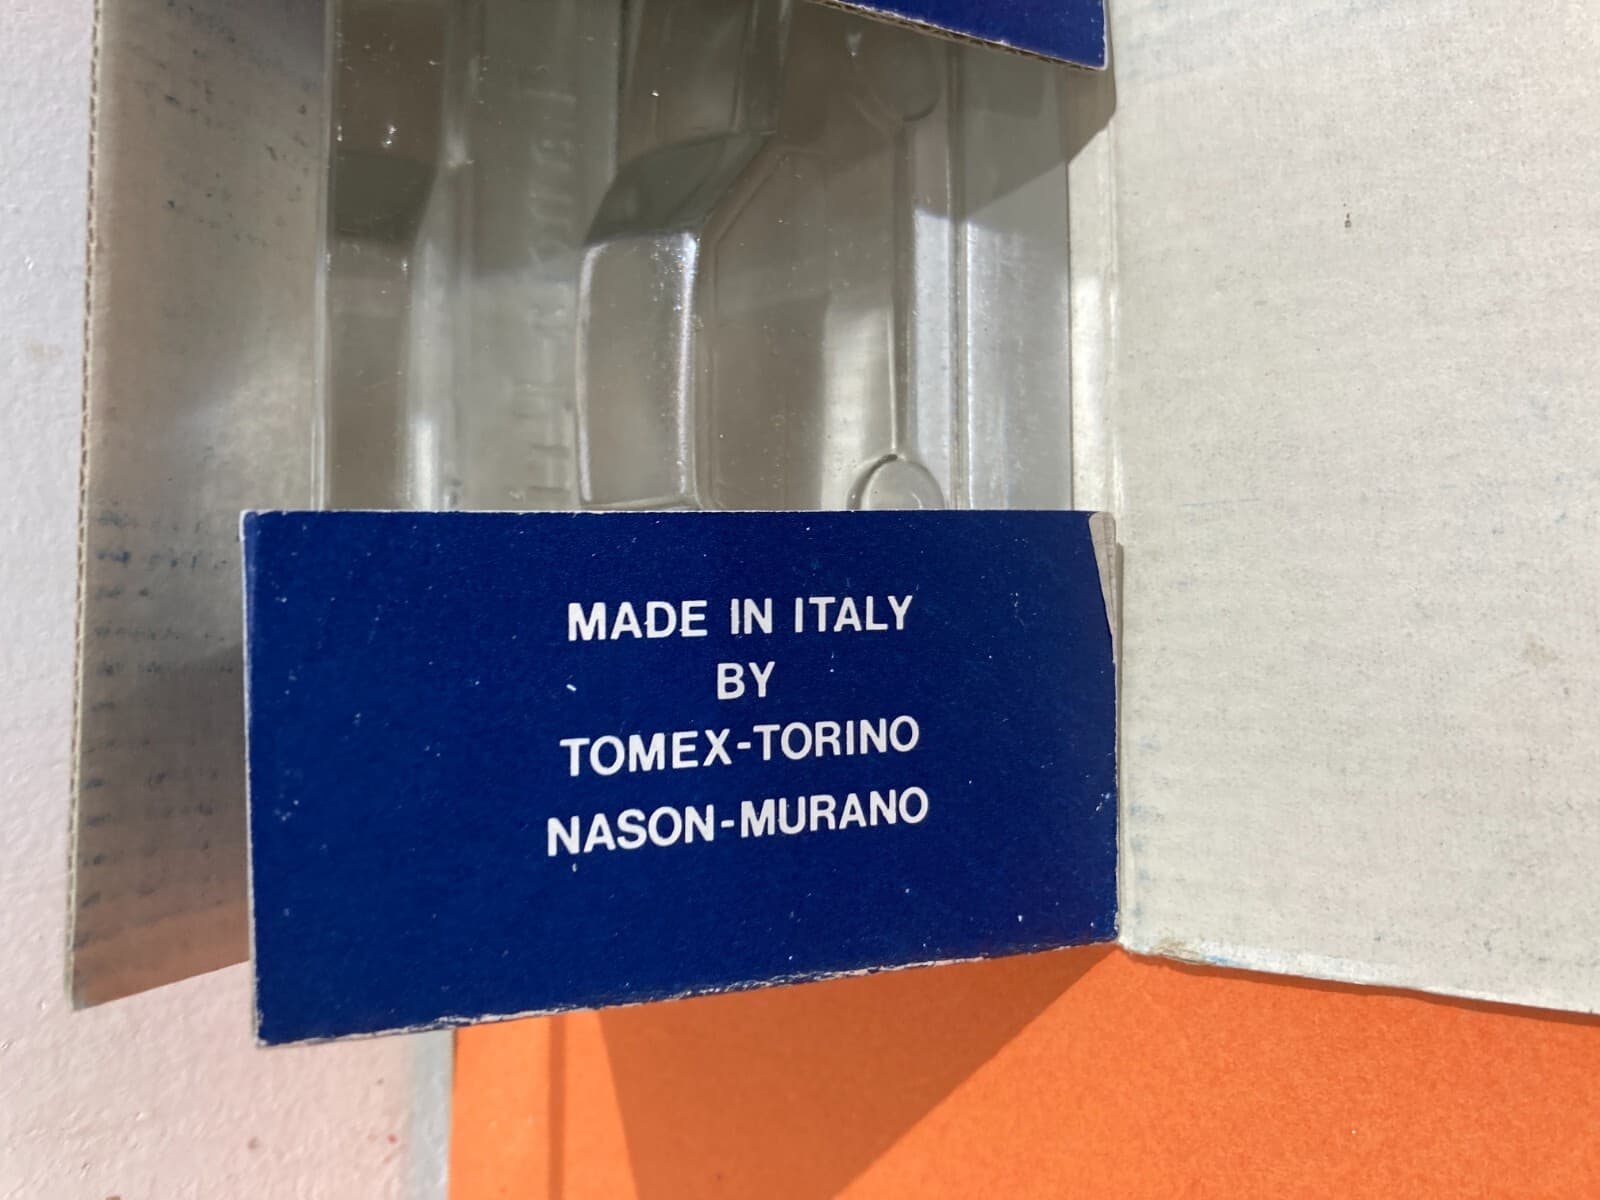 MADE IN ITALY
BY
TOMEX-TORINO
NASON-MURANO